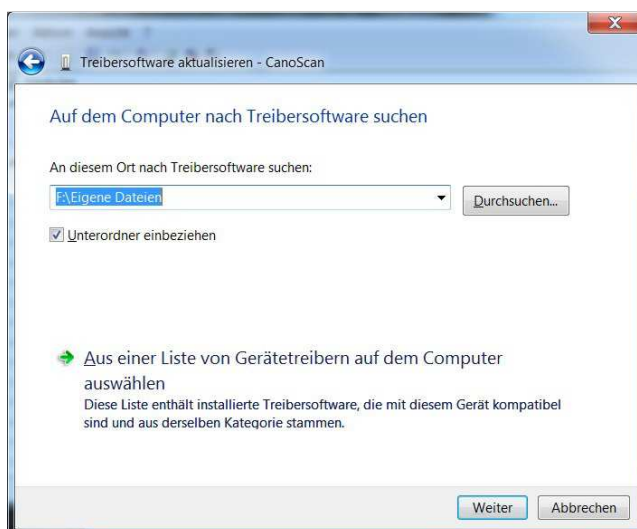 Treibersoftware aktualisieren - CanoScan
Auf dem Computer nach Treibersoftware suchen
An diesem Ort nach Treibersoftware suchen:
F:\Eigene Dateien
Durchsuchen...
Unterordner einbeziehen
Aus einer Liste von Gerätetreibern auf dem Computer
auswählen
Diese Liste enthält installierte Treibersoftware, die mit diesem Gerät kompatibel
sind und aus derselben Kategorie stammen.
Weiter
Abbrechen